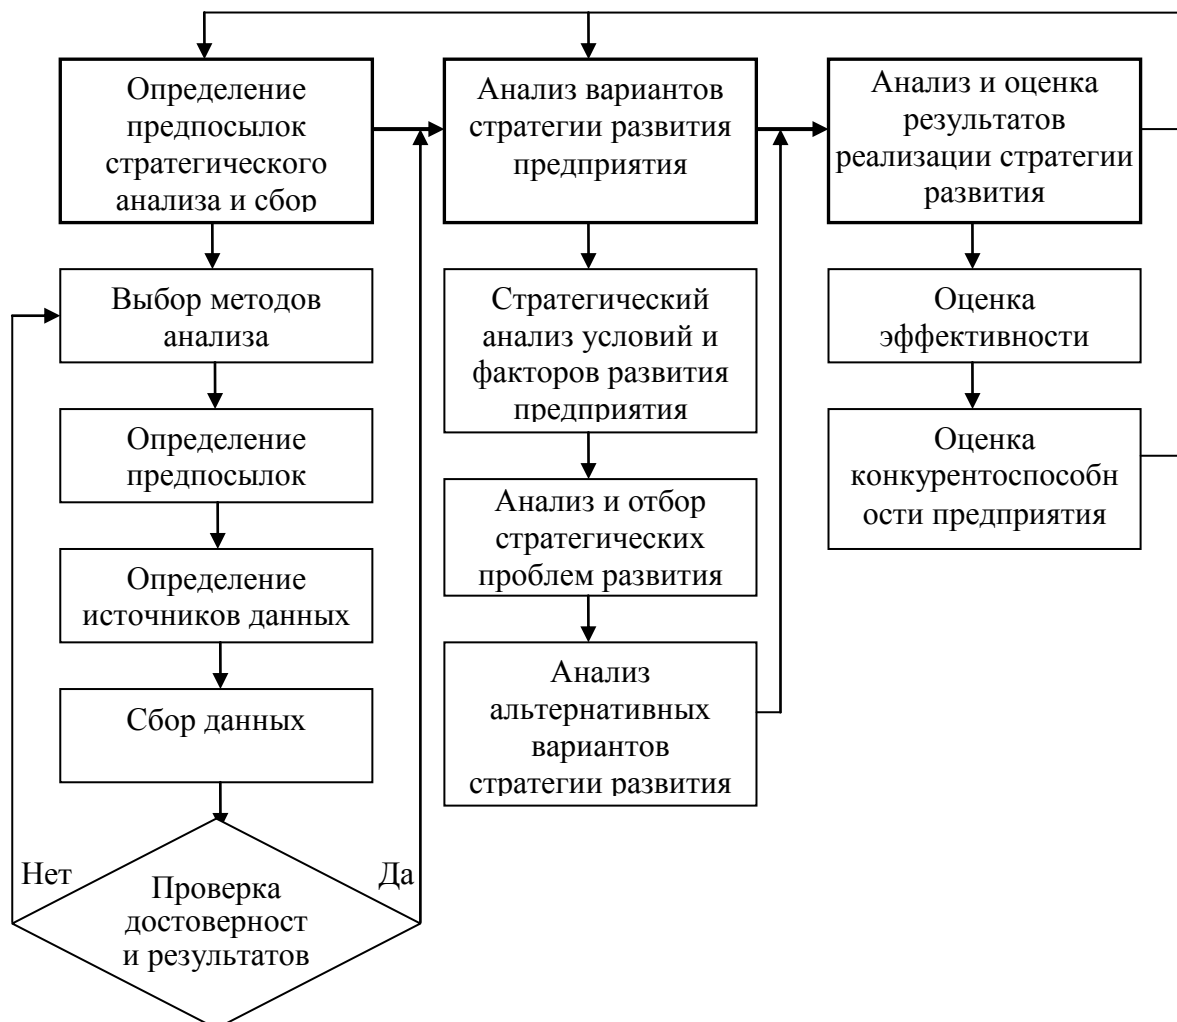 Определение
предпосылок
стратегического
анализа и сбор
Выбор методов
анализа
Определение
предпосылок
Определение
источников данных
Сбор данных
Нет
Да
Проверка
достоверност
и результатов
Анализ вариантов
стратегии развития
предприятия
Стратегический
анализ условий и
факторов развития
предприятия
Анализ и отбор
стратегических
проблем развития
Анализ
альтернативных
вариантов
стратегии развития
Анализ и оценка
результатов
реализации стратегии
развития
Оценка
эффективности
Оценка
конкурентоспособн
ости предприятия